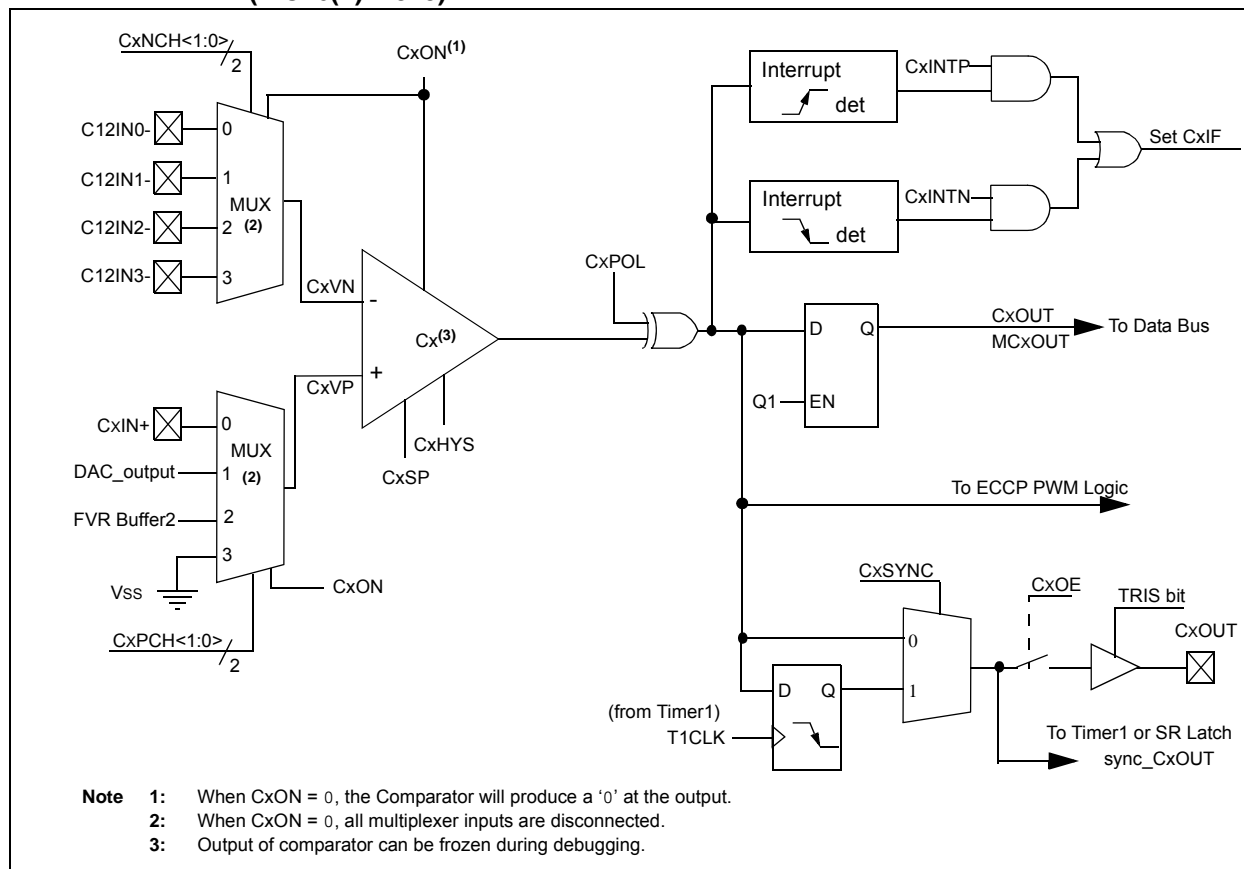 CxNCH<1:0>
2
CxON(1)
Interrupt
det
CxINTP
Set CxIF
C12IN0-
0
C12IN1-
1
MUX
(2)
C12IN2-
2
C12IN3-
3
Interrupt
det
CxINTN
CxPOL
CxVN
-
Cx(3)
+
CxVP
D
Q
CxOUT
MCxOUT
To Data Bus
Q1
EN
CxIN+
0
MUX
(2)
DAC_output
1
FVR Buffer2
2
3
Vss
CxON
CxPCH<1:0>
2
CxHYS
CxSP
To ECCP PWM Logic
CxSYNC
CxOE
TRIS bit
CxOUT
0
1
D
Q
(from Timer1)
T1CLK
To Timer1 or SR Latch
sync_CxOUT
Note 1: When CxON = 0, the Comparator will produce a ‘0’ at the output.
2: When CxON = 0, all multiplexer inputs are disconnected.
3: Output of comparator can be frozen during debugging.